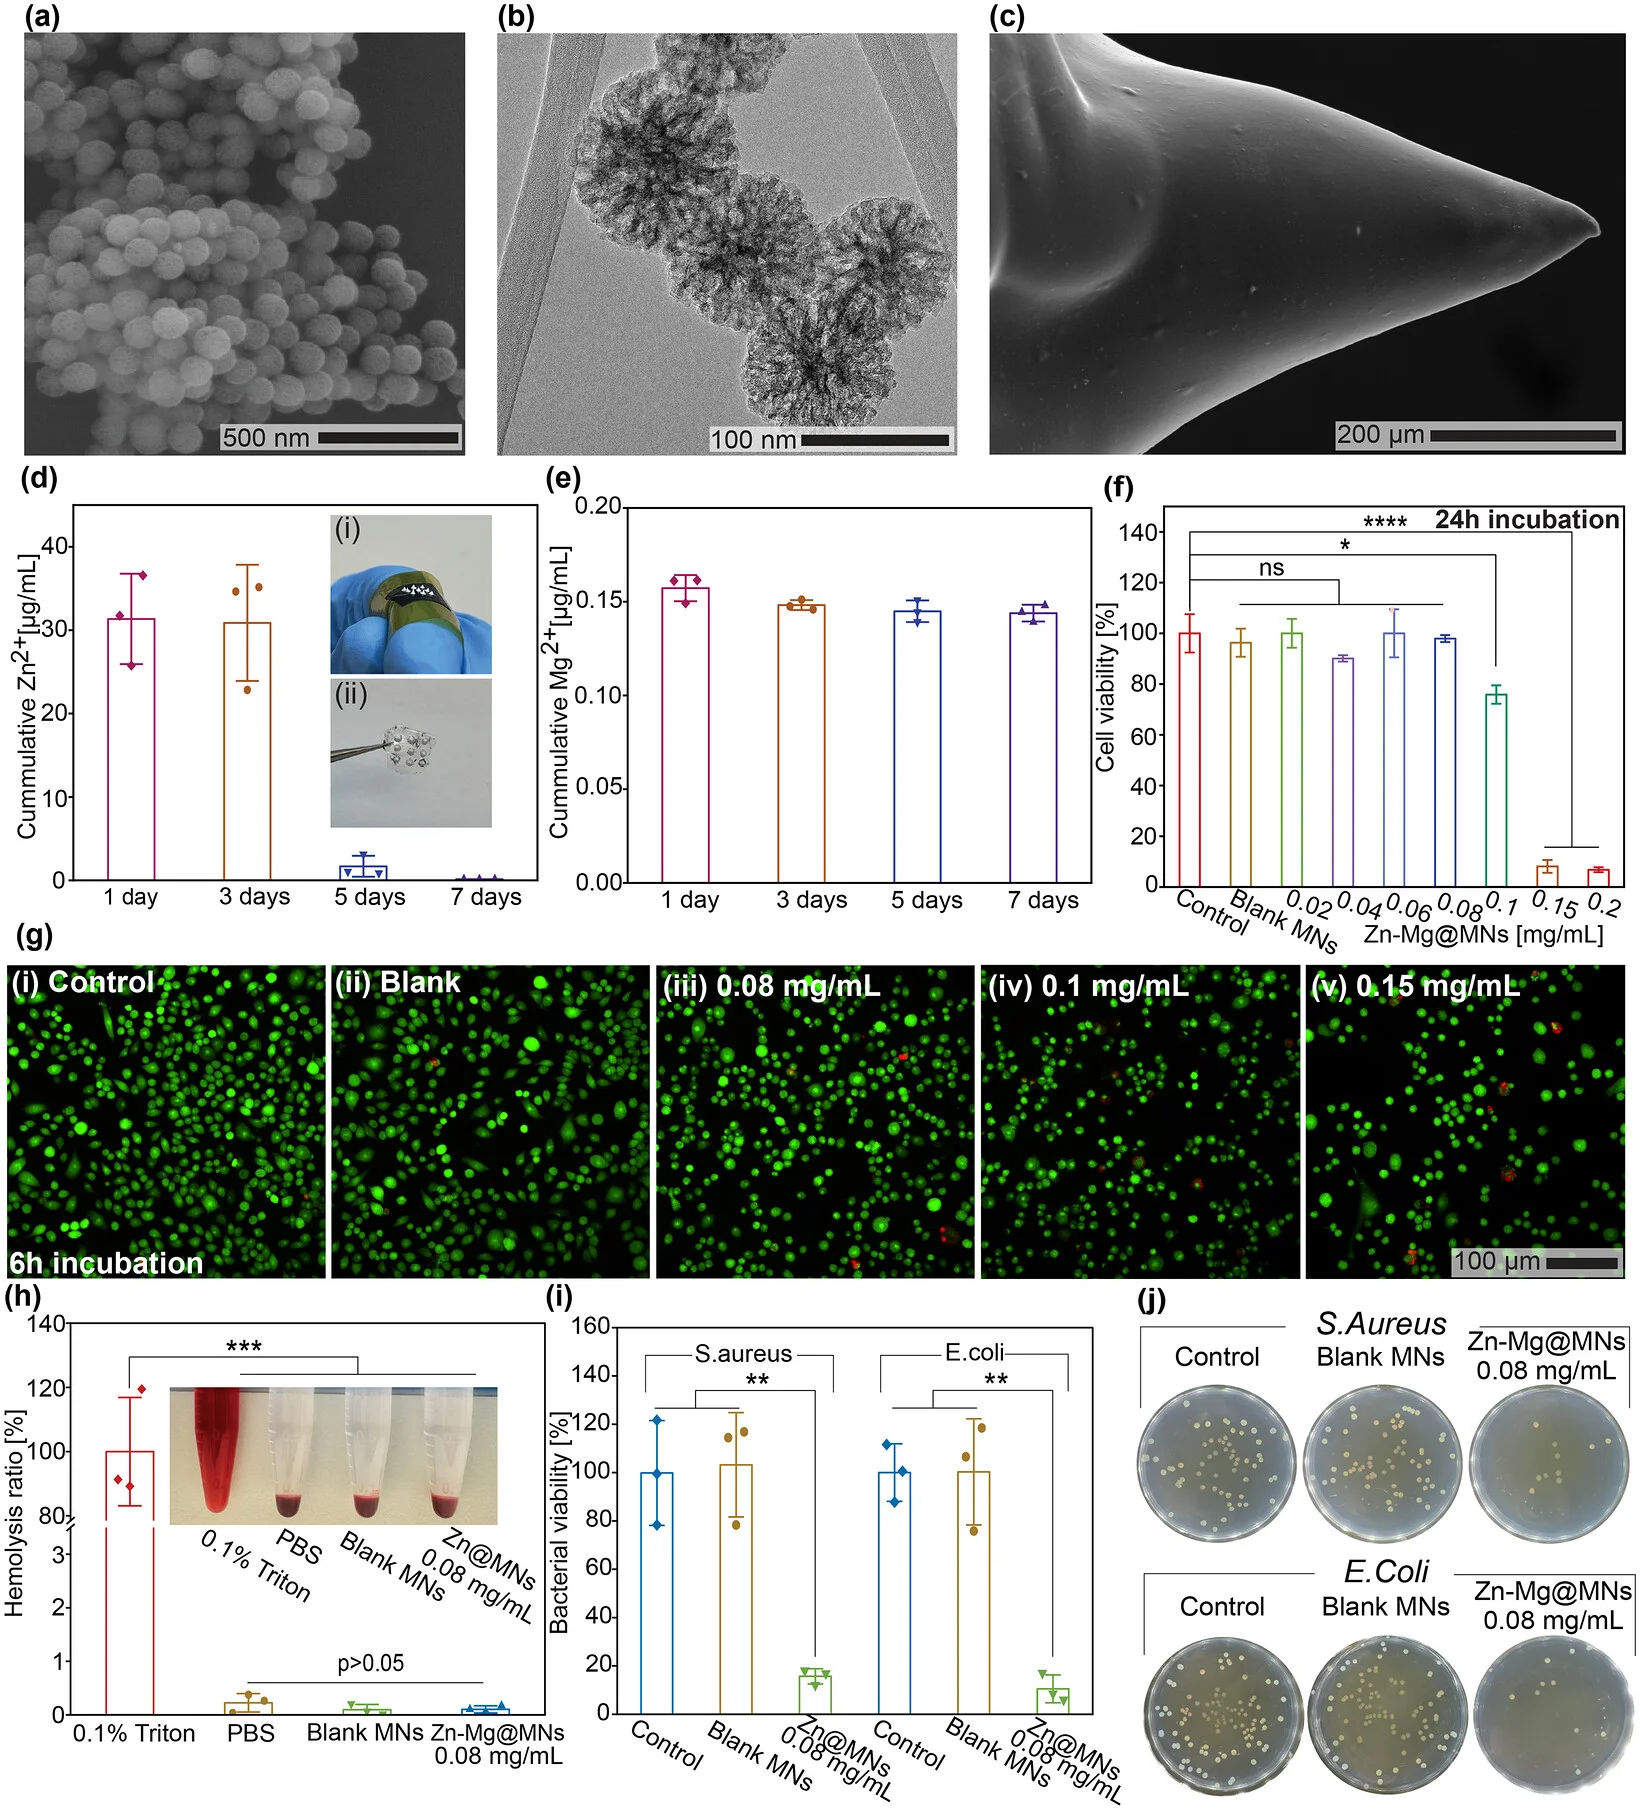 (a)
(b)
(c)
500 nm
100 nm
200 µm
(d)
Cummulative Zn2+[µg/mL]
40
30
20
10
0
(i)
(ii)
1 day
3 days
5 days
7 days
(e)
Cummulative Mg2+[µg/mL]
0.20
0.15
0.10
0.05
0.00
1 day
3 days
5 days
7 days
(f)
Cell viability [%]
140
120
100
80
60
40
20
0
**** 24h incubation
*
ns
Control
Blank MNs
0.02
0.04
0.06
0.08
0.1
0.15
0.2
Zn-Mg@MNs [mg/mL]
(g)
(i) Control
(ii) Blank
(iii) 0.08 mg/mL
(iv) 0.1 mg/mL
(v) 0.15 mg/mL
6h incubation
100 µm
(h)
Hemolysis ratio [%]
140
120
100
80
3
2
1
0
***
0.1% Triton
PBS
Blank MNs
Zn@MNs
0.08 mg/mL
p>0.05
0.1% Triton
PBS
Blank MNs
Zn-Mg@MNs
0.08 mg/mL
(i)
Bacterial viability [%]
160
140
120
100
80
60
40
20
0
S.aureus
E.coli
**
**
Control
Blank MNs
Zn@MNs
0.08 mg/mL
Control
Blank MNs
Zn@MNs
0.08 mg/mL
(j)
S.Aureus
Control
Blank MNs
Zn-Mg@MNs
0.08 mg/mL
E.Coli
Control
Blank MNs
Zn-Mg@MNs
0.08 mg/mL